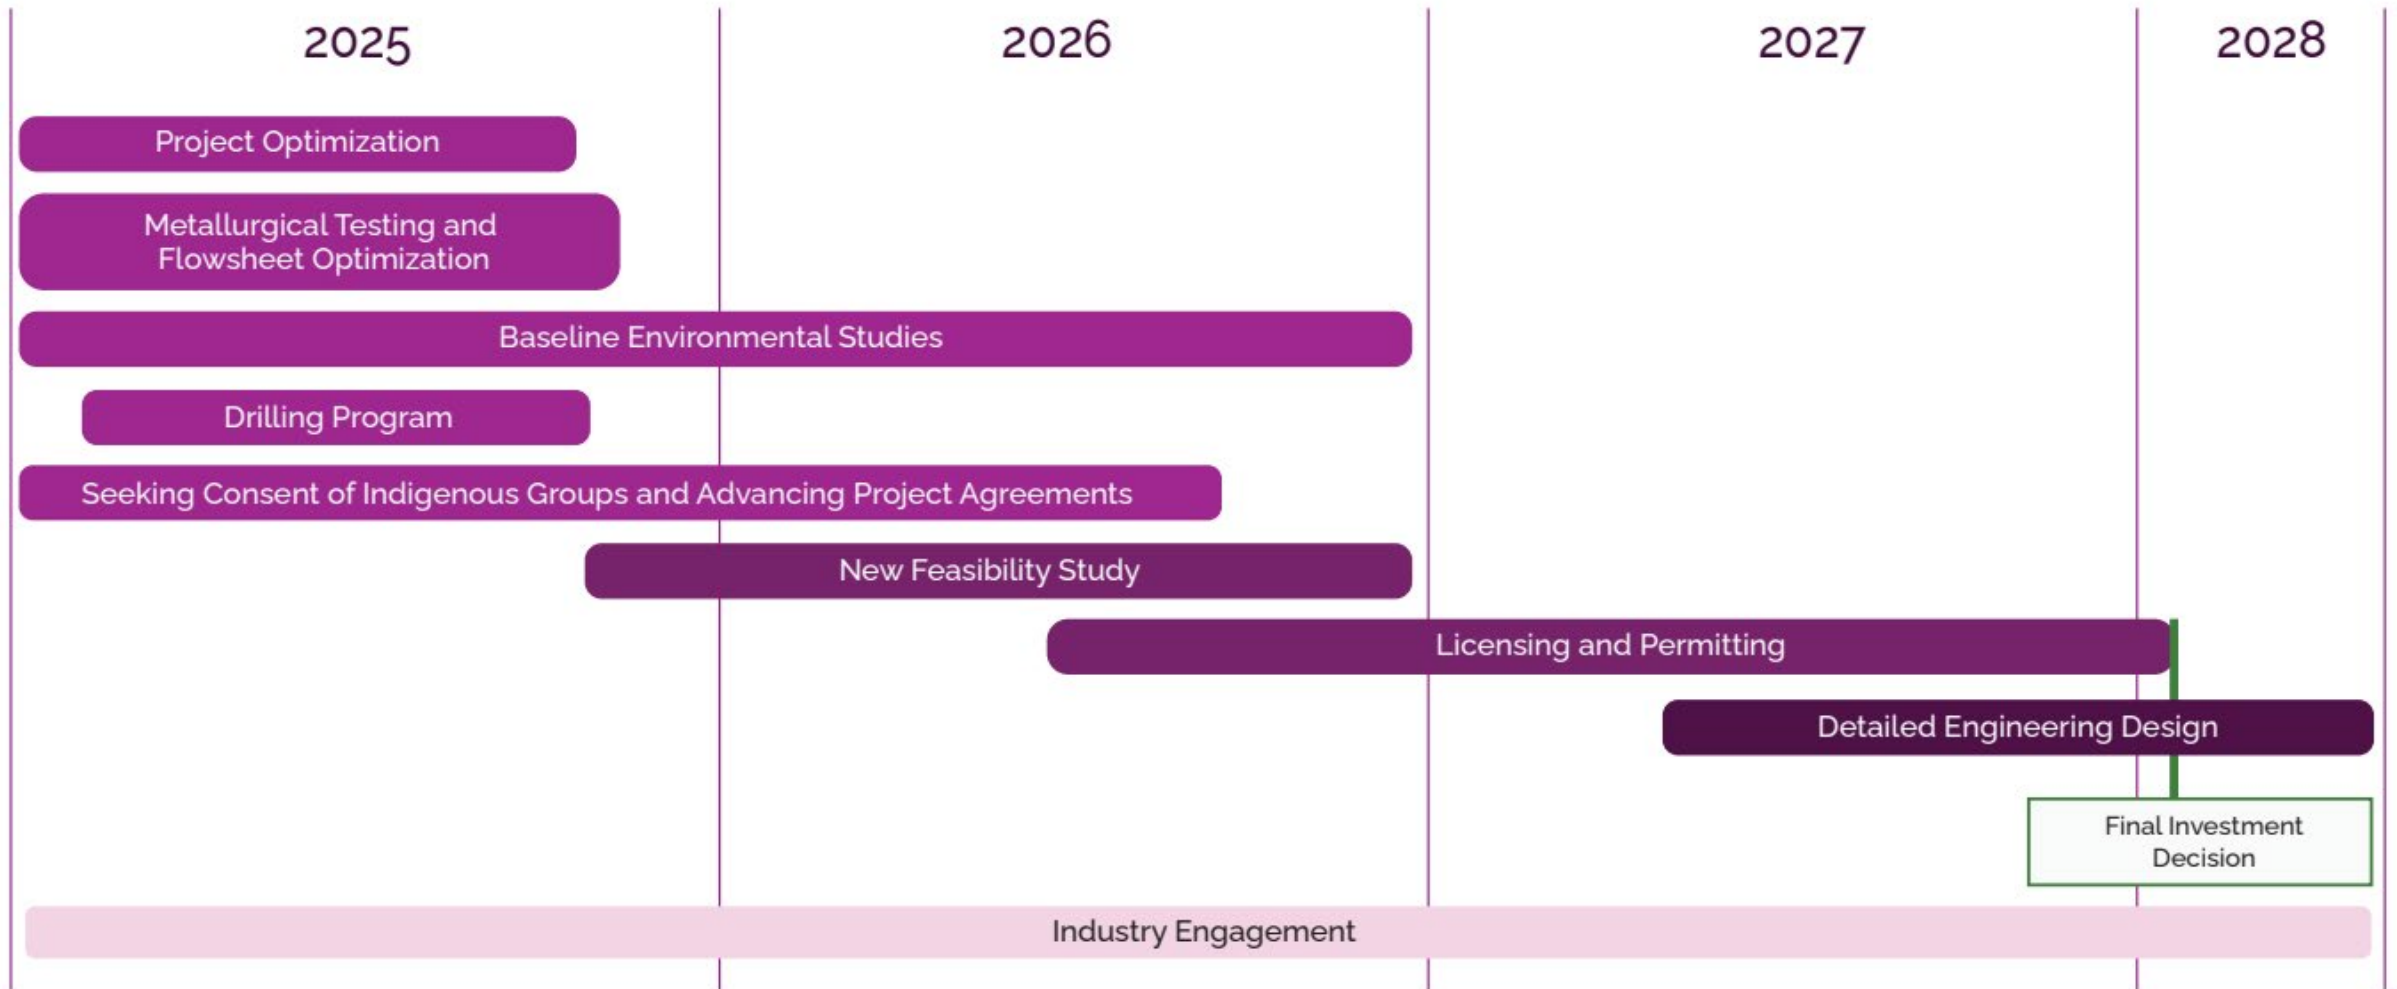 2025
2026
2027
2028
Project Optimization
Metallurgical Testing and
Flowsheet Optimization
Baseline Environmental Studies
Drilling Program
Seeking Consent of Indigenous Groups and Advancing Project Agreements
New Feasibility Study
Licensing and Permitting
Detailed Engineering Design
Final Investment
Decision
Industry Engagement